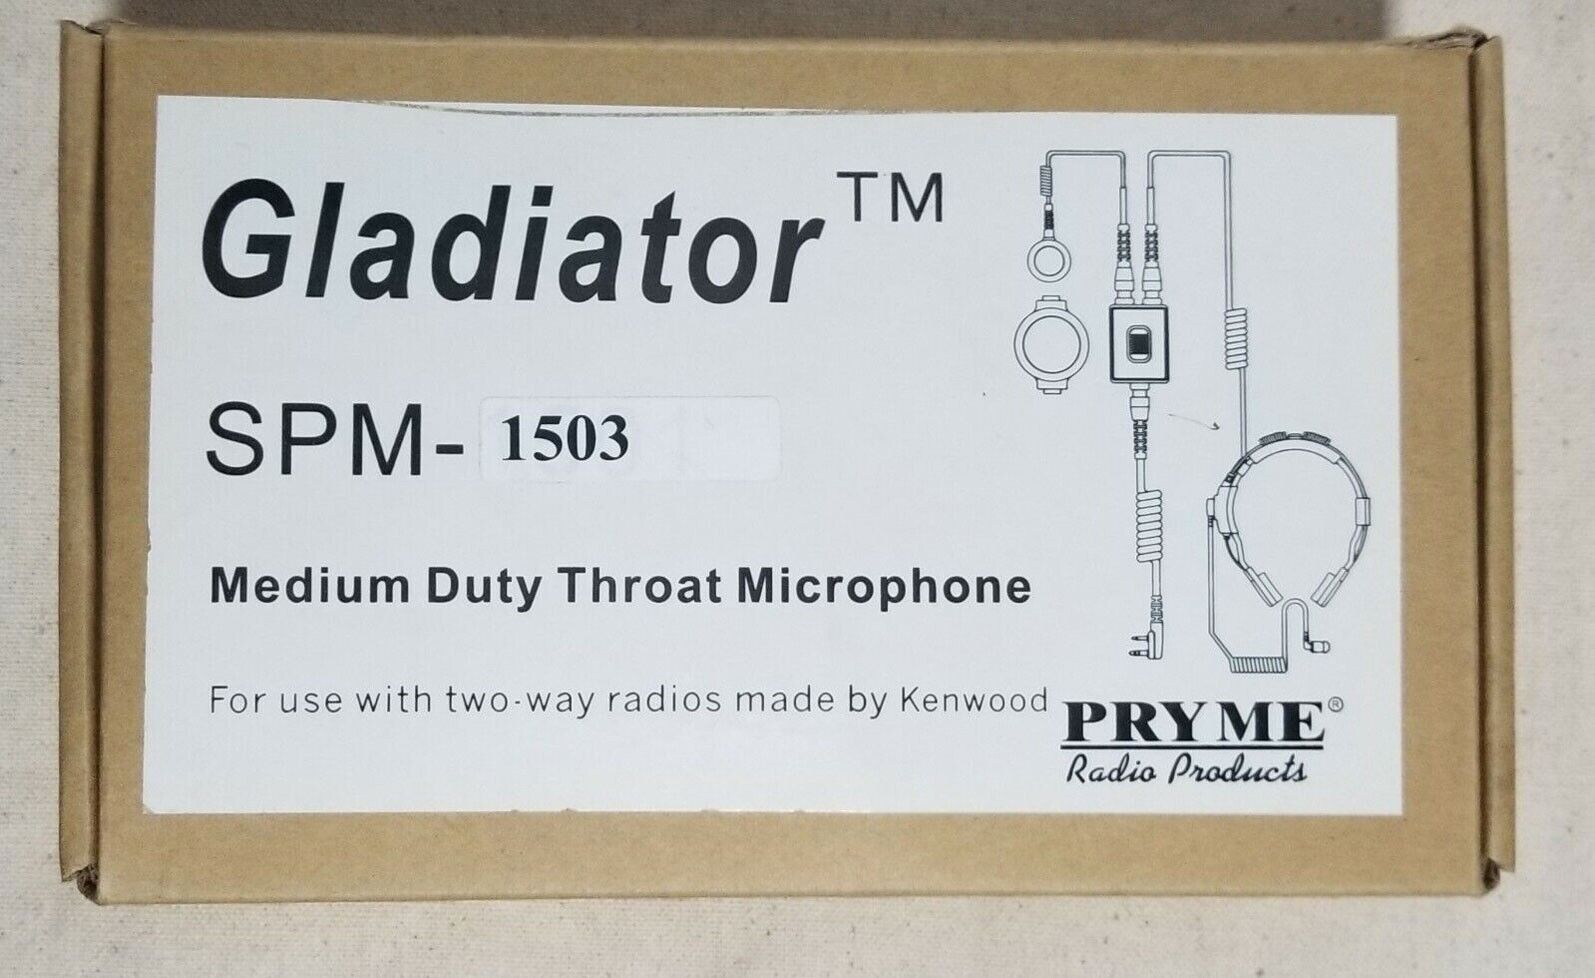 Gladiator™
SPM-1503
Medium Duty Throat Microphone
For use with two-way radios made by Kenwood
PRYME®
Radio Products